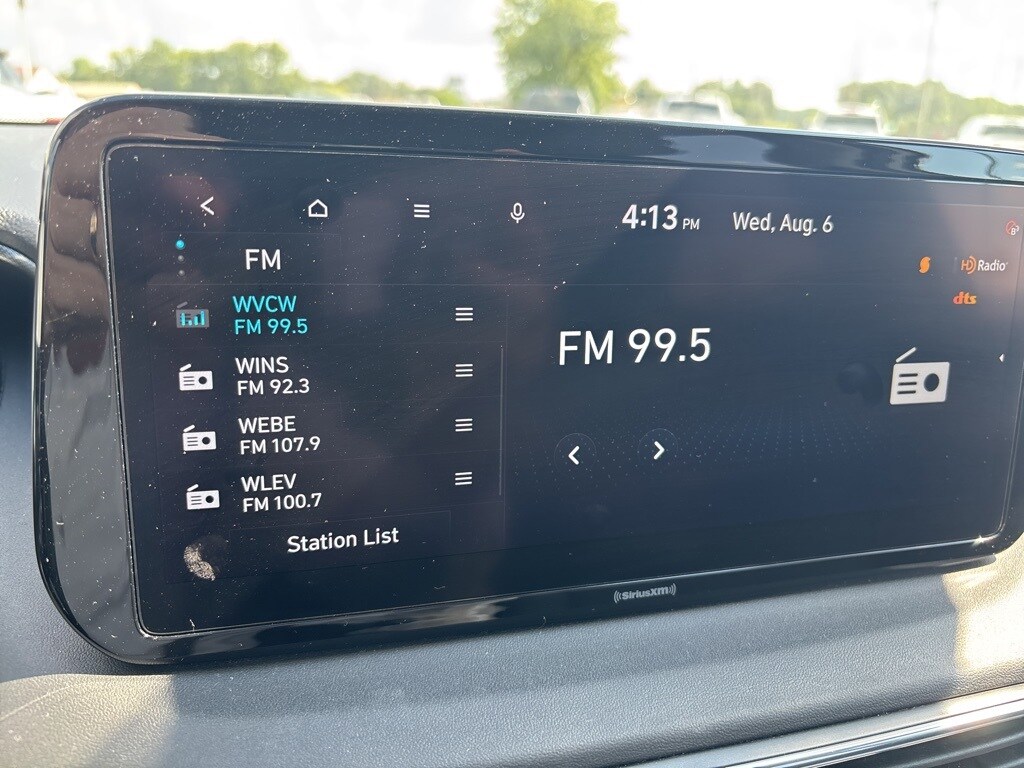 4:13 PM Wed, Aug. 6
FM
HD Radio
dts
WVCW
FM 99.5
FM 99.5
WINS
FM 92.3
WEBE
FM 107.9
WLEV
FM 100.7
Station List
((SiriusXM))